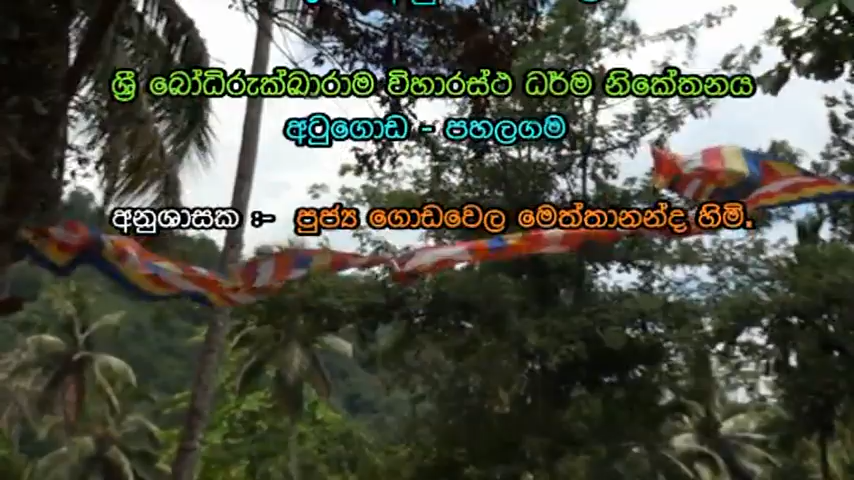 ශ්‍රී බෝධිරුක්ඛාරාම විහාරස්ථ ධර්ම නිකේතනය
අටුගොඩ - පහලගම
අනුශාසක :- පුජ්‍ය ගොඩවෙල මෙත්තානන්ද හිමි.